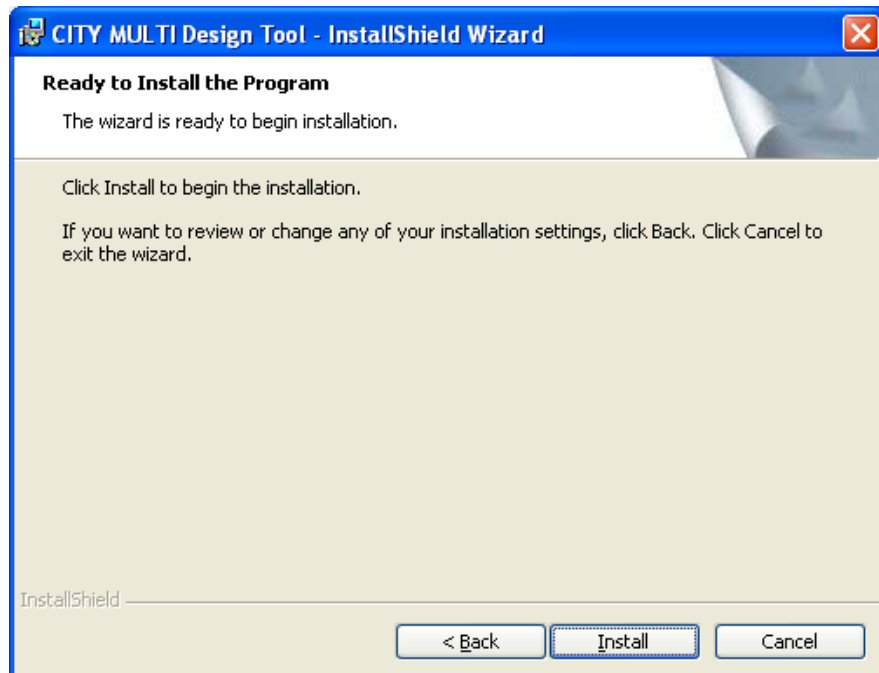 CITY MULTI Design Tool - InstallShield Wizard
Ready to Install the Program
The wizard is ready to begin installation.
Click Install to begin the installation.
If you want to review or change any of your installation settings, click Back. Click Cancel to
exit the wizard.
InstallShield
< Back
Install
Cancel